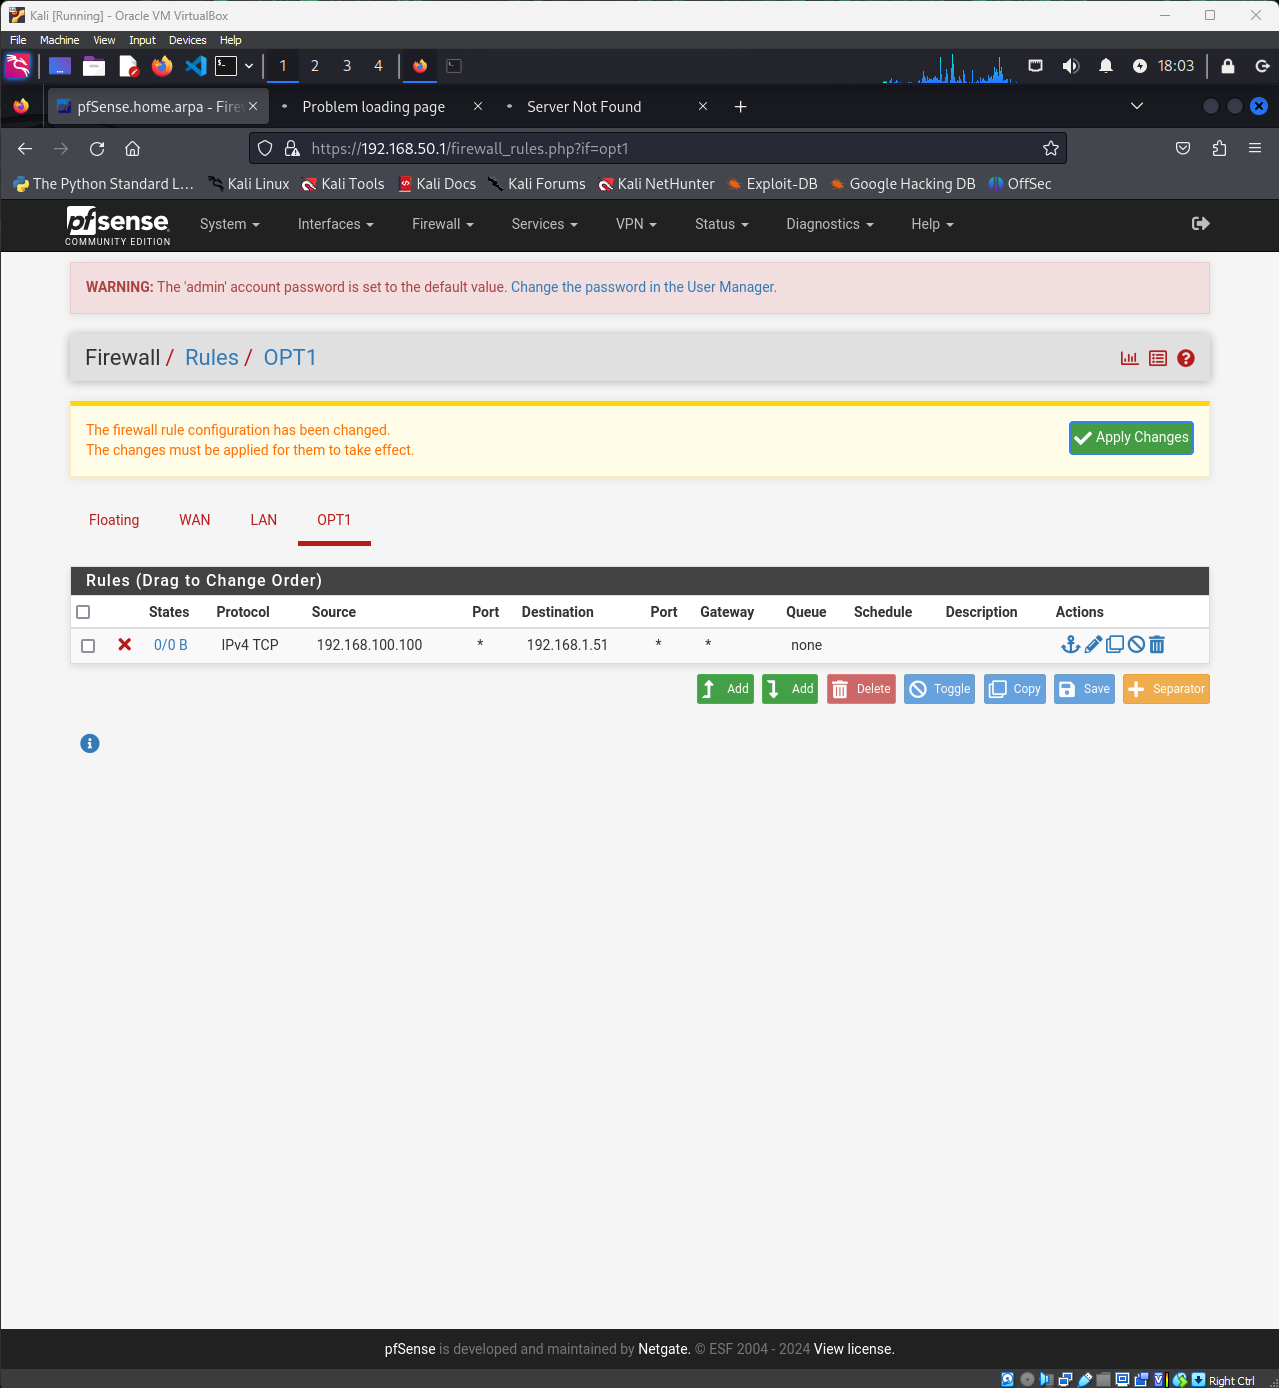 Kali [Running] - Oracle VM VirtualBox
File Machine View Input Devices Help
1 2 3 4 18:03
pfSense.home.arpa - Fire Problem loading page Server Not Found
https://192.168.50.1/firewall_rules.php?if=opt1
The Python Standard L... Kali Linux Kali Tools Kali Docs Kali Forums Kali NetHunter Exploit-DB Google Hacking DB OffSec
pfsense System Interfaces Firewall Services VPN Status Diagnostics Help
COMMUNITY EDITION
WARNING: The 'admin' account password is set to the default value. Change the password in the User Manager.
Firewall / Rules / OPT1
The firewall rule configuration has been changed.
The changes must be applied for them to take effect.
Apply Changes
Floating WAN LAN OPT1
Rules (Drag to Change Order)
States Protocol Source Port Destination Port Gateway Queue Schedule Description Actions
0/0 B IPv4 TCP 192.168.100.100 * 192.168.1.51 * * none
Add Add Delete Toggle Copy Save Separator
pfSense is developed and maintained by Netgate. © ESF 2004 - 2024 View license.
Right Ctrl